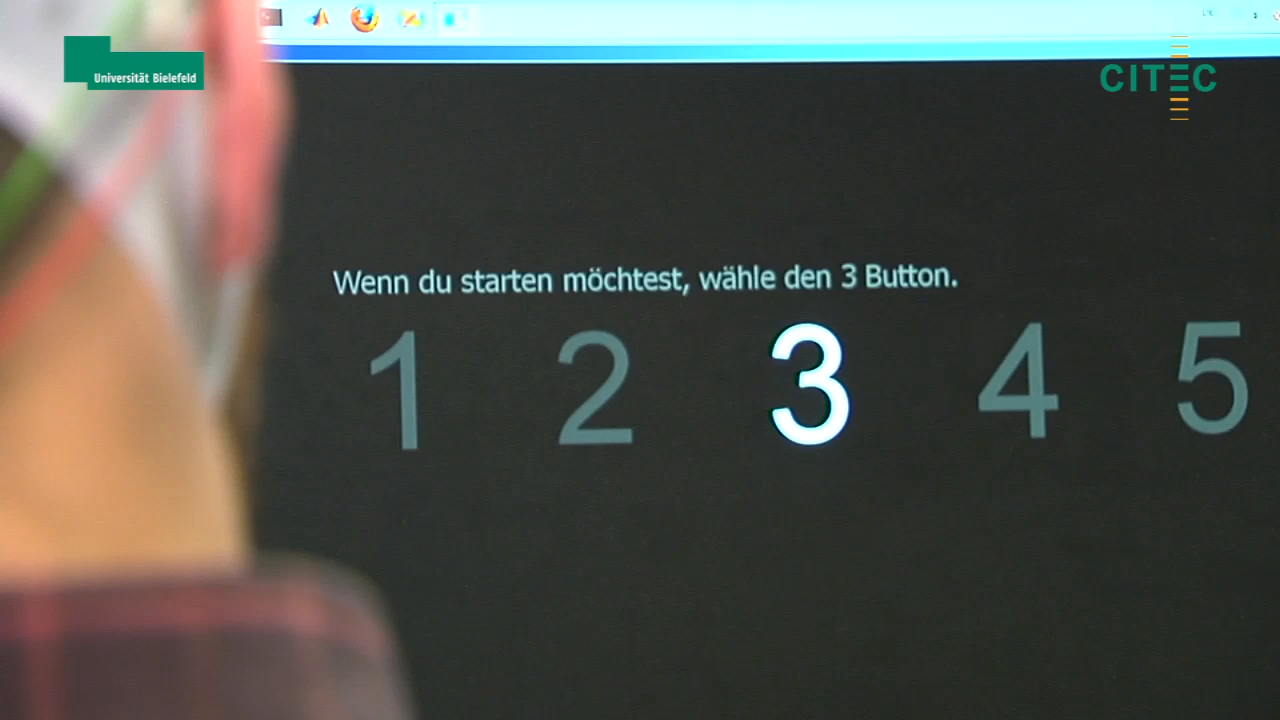 Universität Bielefeld
CITEC
Wenn du starten möchtest, wähle den 3 Button.
1 2 3 4 5